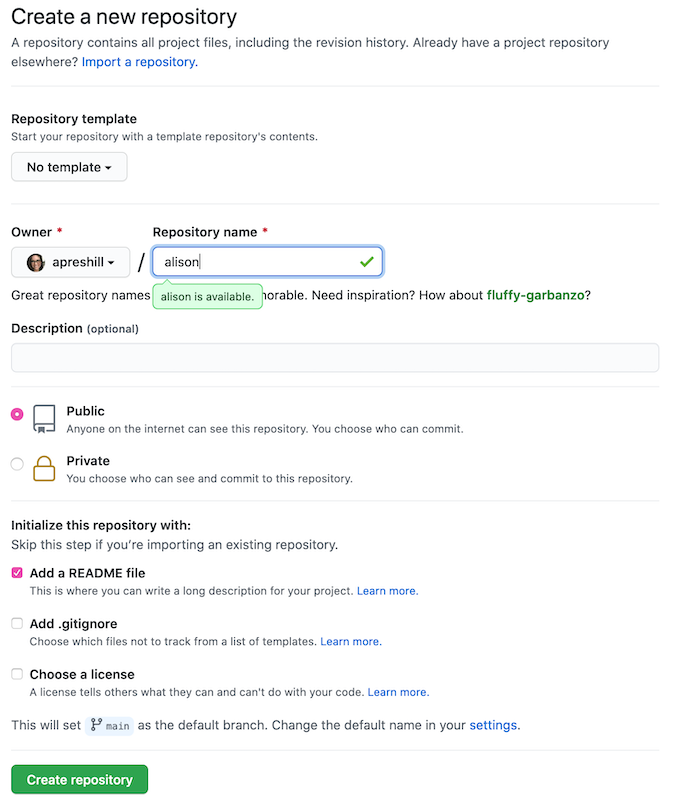 Create a new repository
A repository contains all project files, including the revision history. Already have a project repository
elsewhere? Import a repository.
Repository template
Start your repository with a template repository's contents.
No template
Owner * Repository name *
apreshill / alison
Great repository names orable. Need inspiration? How about fluffy-garbanzo?
alison is available.
Description (optional)
Public
Anyone on the internet can see this repository. You choose who can commit.
Private
You choose who can see and commit to this repository.
Initialize this repository with:
Skip this step if you're importing an existing repository.
Add a README file
This is where you can write a long description for your project. Learn more.
Add .gitignore
Choose which files not to track from a list of templates. Learn more.
Choose a license
A license tells others what they can and can't do with your code. Learn more.
This will set main as the default branch. Change the default name in your settings.
Create repository